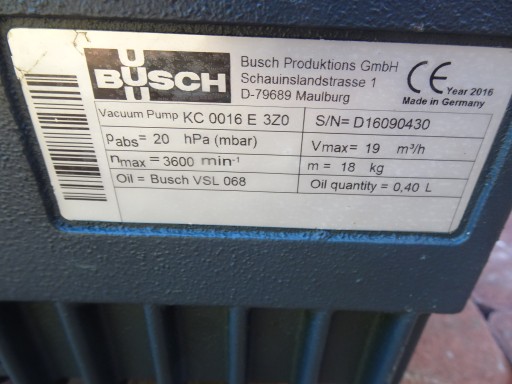 BUSCH
Busch Produktions GmbH
Schauinslandstrasse 1
D-79689 Maulburg
CE Year 2016
Made in Germany
Vacuum Pump KC 0016 E 3Z0
S/N= D16090430
Pabs= 20 hPa (mbar)
Vmax= 19 m³/h
nmax= 3600 min-¹
m = 18 kg
Oil = Busch VSL 068
Oil quantity = 0,40 L